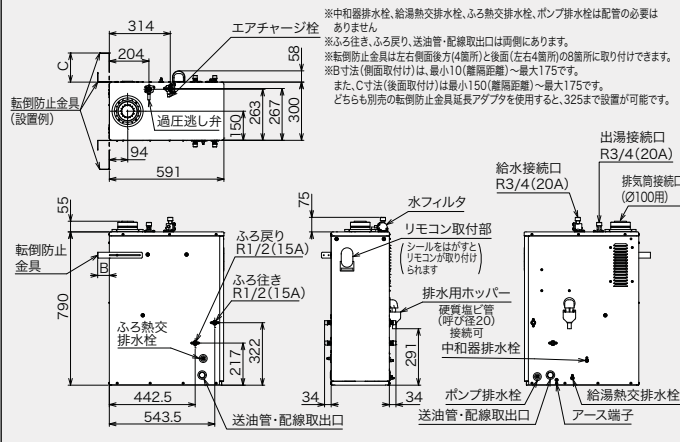 ※中和器排水栓、給湯熱交排水栓、ふろ熱交排水栓、ポンプ排水栓は配管の必要は
ありません
※ふろ往き、ふろ戻り、送油管・配線取出口は両側にあります。
※転倒防止金具は左右側面後方(4箇所)と後面(左右4箇所)の8箇所に取り付けできます。
※B寸法(側面取付け)は、最小10(離隔距離)～最大175です。
また、C寸法(後面取付け)は最小150(離隔距離)～最大175です。
どちらも別売の転倒防止金具延長アダプタを使用すると、325まで設置が可能です。
314
エアチャージ栓
204
58
C
転倒防止金具
(設置例)
過圧逃し弁
150
263
267
300
94
591
55
転倒防止
金具
B
790
ふろ戻り
R1/2(15A)
ふろ往き
R1/2(15A)
ふろ熱交
排水栓
217
322
442.5
543.5
送油管・配線取出口
75
水フィルタ
リモコン取付部
(シールをはがすと
リモコンが取り付け
られます)
排水用ホッパー
硬質塩ビ管
(呼び径20)
接続可
291
34
34
給水接続口
R3/4(20A)
出湯接続口
R3/4(20A)
排気筒接続口
(Ø100用)
中和器排水栓
ポンプ排水栓
送油管・配線取出口
アース端子
給湯熱交排水栓